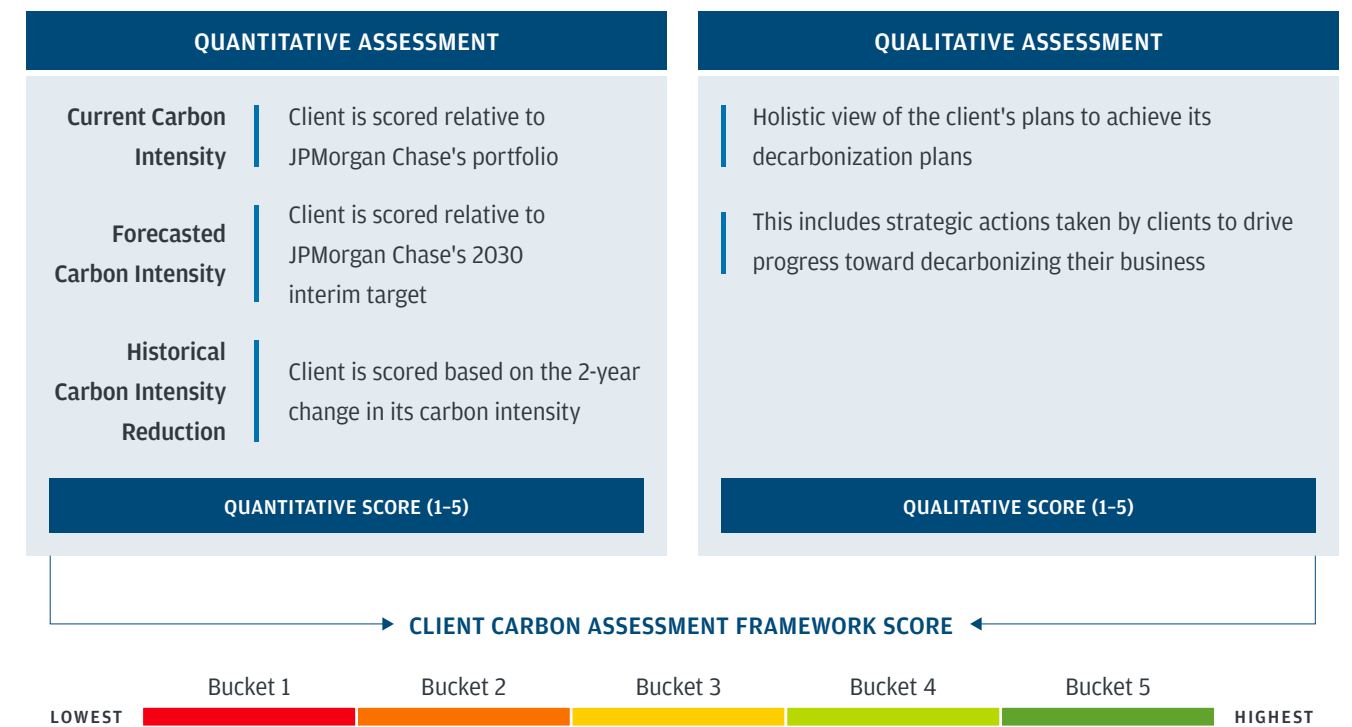 QUANTITATIVE ASSESSMENT
Current Carbon
Intensity
Client is scored relative to
JPMorgan Chase's portfolio
Forecasted
Carbon Intensity
Client is scored relative to
JPMorgan Chase's 2030
interim target
Historical
Carbon Intensity
Reduction
Client is scored based on the 2-year
change in its carbon intensity
QUANTITATIVE SCORE (1–5)
QUALITATIVE ASSESSMENT
Holistic view of the client's plans to achieve its
decarbonization plans
This includes strategic actions taken by clients to drive
progress toward decarbonizing their business
QUALITATIVE SCORE (1–5)
CLIENT CARBON ASSESSMENT FRAMEWORK SCORE
Bucket 1 Bucket 2 Bucket 3 Bucket 4 Bucket 5
LOWEST HIGHEST